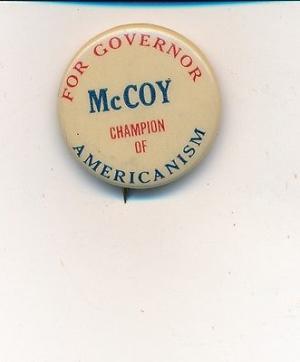 FOR GOVERNOR
McCOY
CHAMPION
OF
AMERICANISM